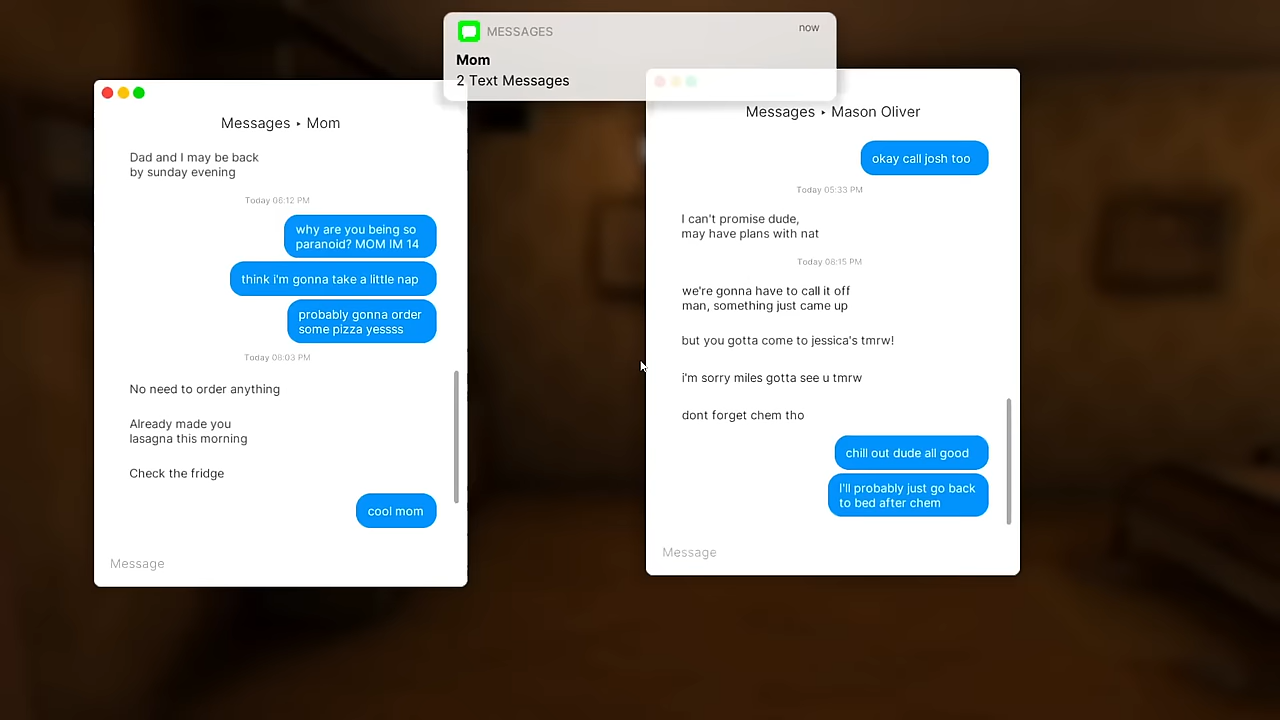 MESSAGES
now
Mom
2 Text Messages
Messages ‣ Mom
Dad and I may be back
by sunday evening
Today 06:12 PM
why are you being so
paranoid? MOM IM 14
think i'm gonna take a little nap
probably gonna order
some pizza yessss
Today 08:03 PM
No need to order anything
Already made you
lasagna this morning
Check the fridge
cool mom
Message
Messages ‣ Mason Oliver
okay call josh too
Today 05:33 PM
I can't promise dude,
may have plans with nat
Today 08:15 PM
we're gonna have to call it off
man, something just came up
but you gotta come to jessica's tmrw!
i'm sorry miles gotta see u tmrw
dont forget chem tho
chill out dude all good
I'll probably just go back
to bed after chem
Message